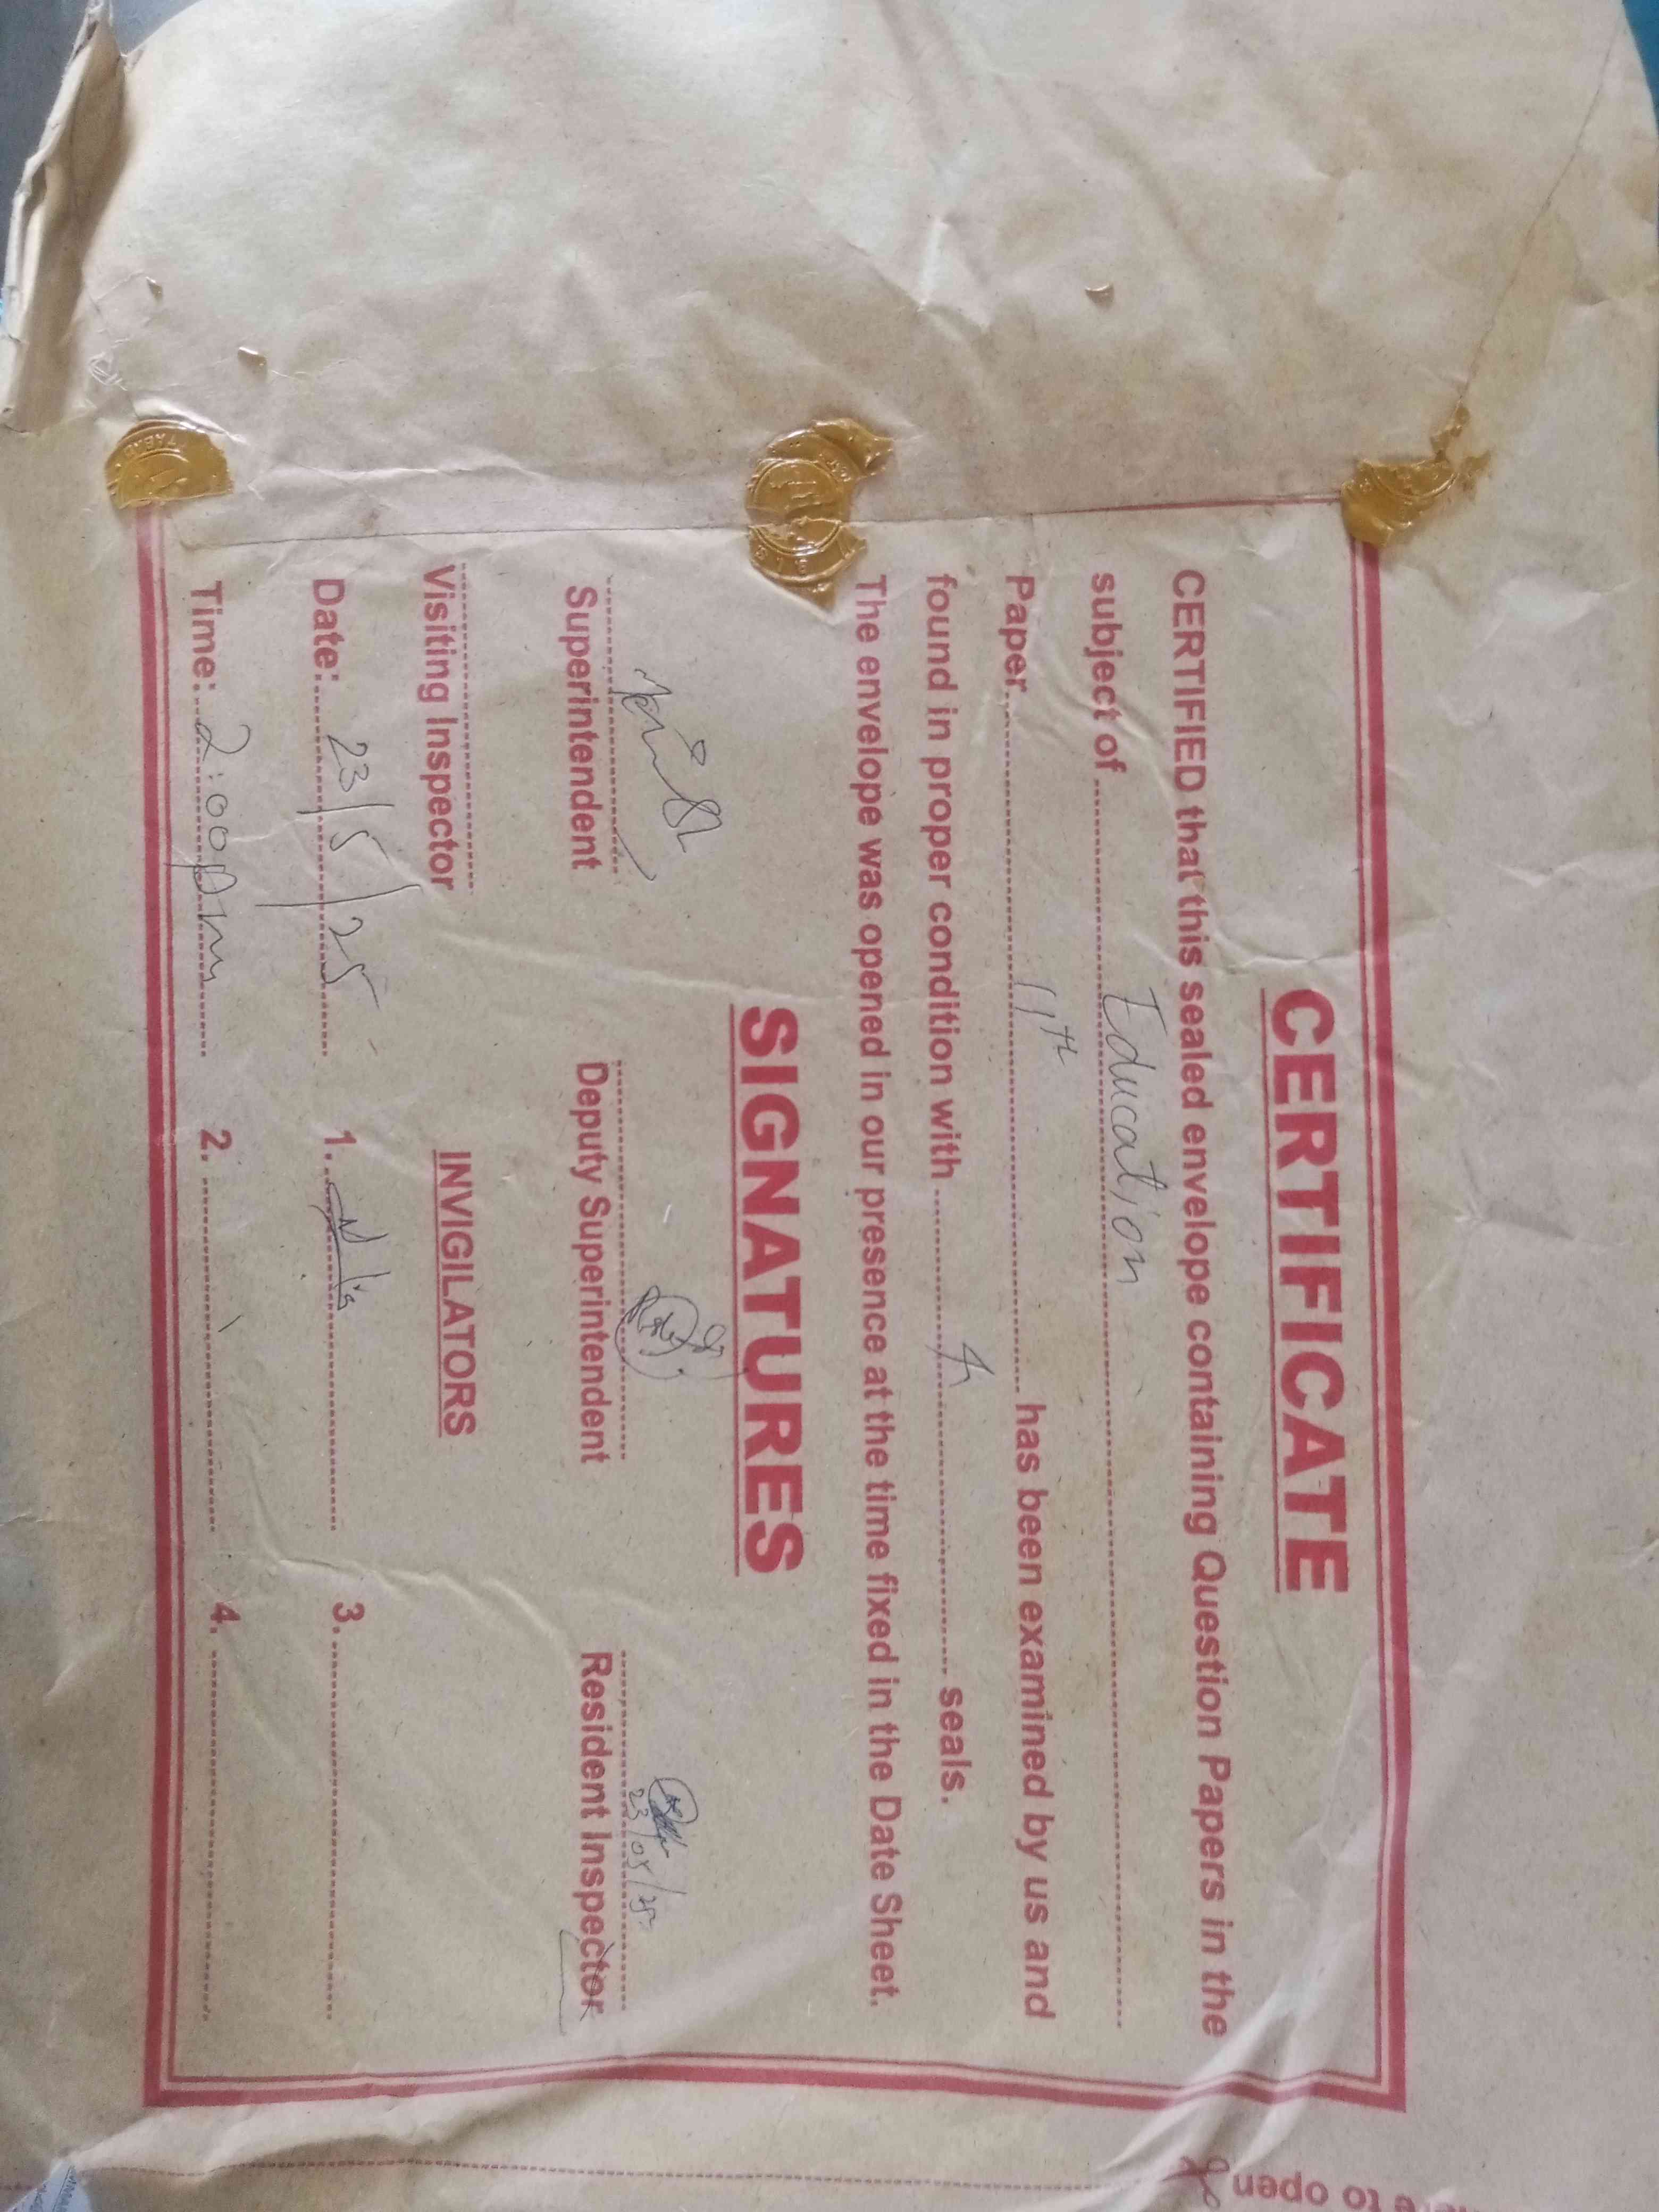 CERTIFICATE
CERTIFIED that this sealed envelope containing Question Papers in the
subject of ........ Education ........
Paper ........ 11th ........ has been examined by us and
found in proper condition with ........ 4 ........ seals.
The envelope was opened in our presence at the time fixed in the Date Sheet.
SIGNATURES
23/05/25
Superintendent Deputy Superintendent Resident Inspector
Visiting Inspector INVIGILATORS
Date: 23/5/25 1. 3.
Time: 2:00pm 2. 4.
to open